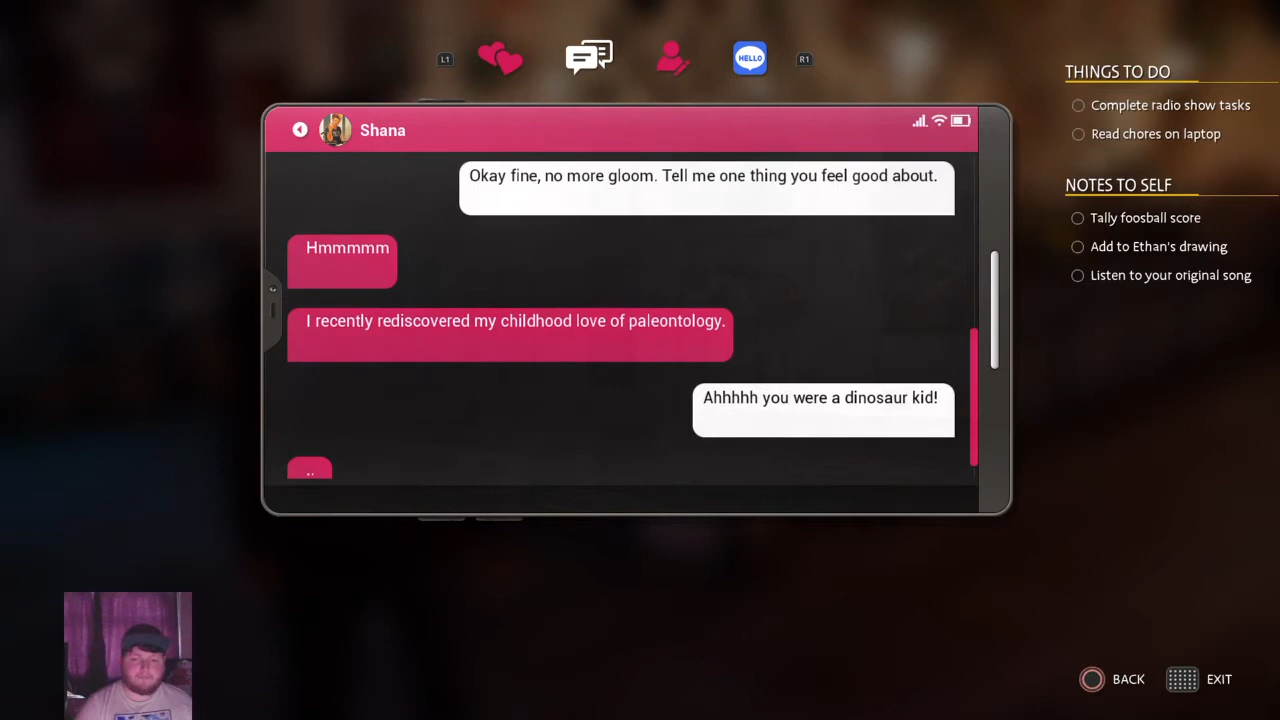 L1
HELLO
R1
THINGS TO DO
Complete radio show tasks
Read chores on laptop
NOTES TO SELF
Tally foosball score
Add to Ethan's drawing
Listen to your original song
Shana
Okay fine, no more gloom. Tell me one thing you feel good about.
Hmmmmm
I recently rediscovered my childhood love of paleontology.
Ahhhhh you were a dinosaur kid!
..
BACK
EXIT